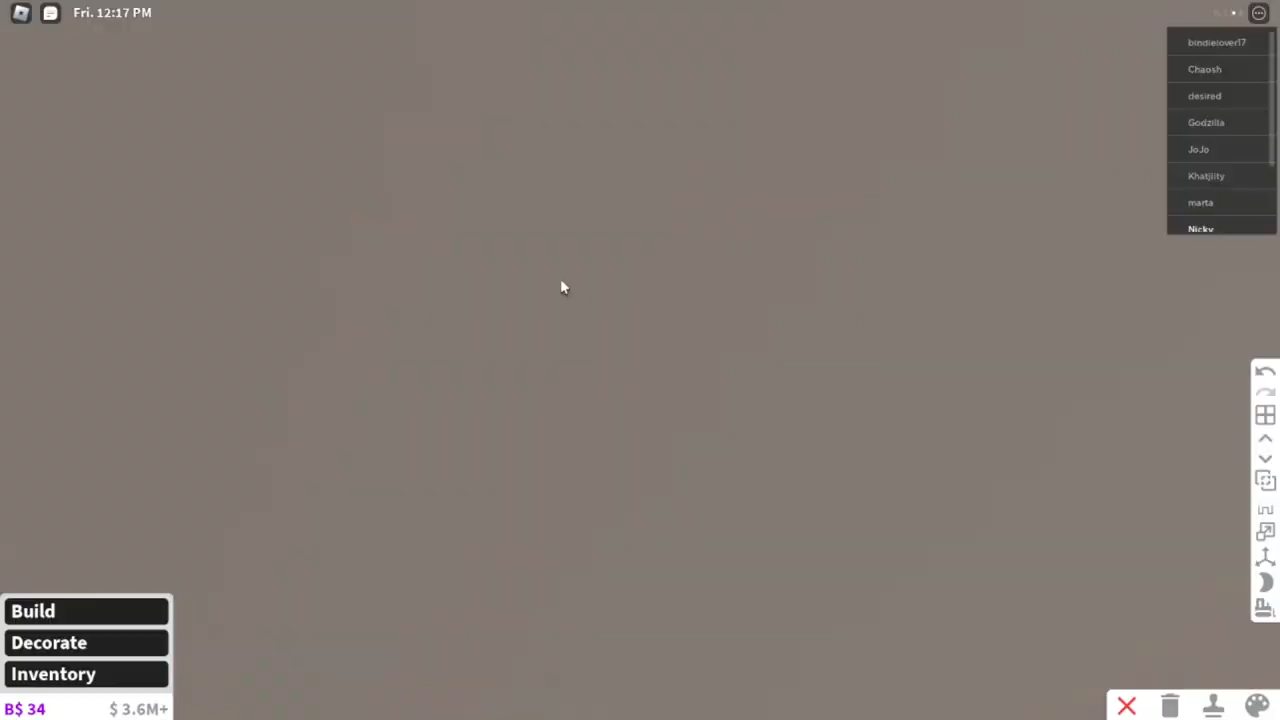 Fri. 12:17 PM
bindielover17
Chaosh
desired
Godzilla
JoJo
Khatjiity
marta
Nicky
Build
Decorate
Inventory
B$ 34
$ 3.6M+